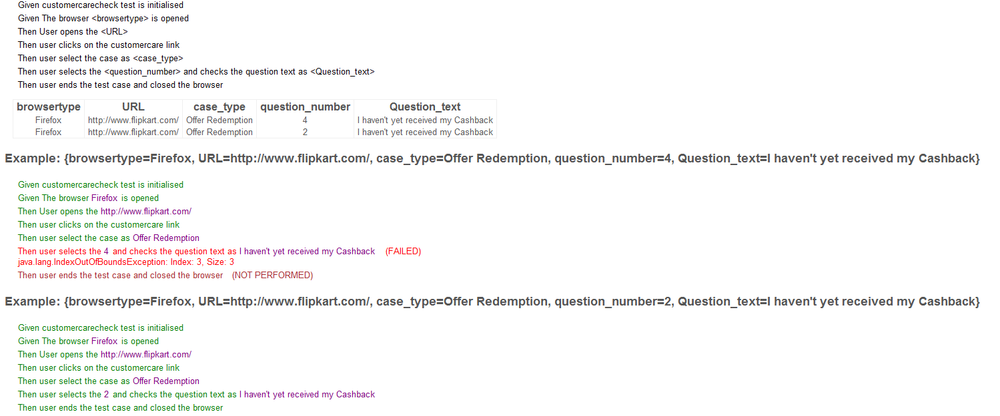 Given customercarecheck test is initialised
Given The browser <browsertype> is opened
Then User opens the <URL>
Then user clicks on the customercare link
Then user select the case as <case_type>
Then user selects the <question_number> and checks the question text as <Question_text>
Then user ends the test case and closed the browser
browsertype URL case_type question_number Question_text
Firefox http://www.flipkart.com/ Offer Redemption 4 I haven't yet received my Cashback
Firefox http://www.flipkart.com/ Offer Redemption 2 I haven't yet received my Cashback
Example: {browsertype=Firefox, URL=http://www.flipkart.com/, case_type=Offer Redemption, question_number=4, Question_text=I haven't yet received my Cashback}
Given customercarecheck test is initialised
Given The browser Firefox is opened
Then User opens the http://www.flipkart.com/
Then user clicks on the customercare link
Then user select the case as Offer Redemption
Then user selects the 4 and checks the question text as I haven't yet received my Cashback (FAILED)
java.lang.IndexOutOfBoundsException: Index: 3, Size: 3
Then user ends the test case and closed the browser (NOT PERFORMED)
Example: {browsertype=Firefox, URL=http://www.flipkart.com/, case_type=Offer Redemption, question_number=2, Question_text=I haven't yet received my Cashback}
Given customercarecheck test is initialised
Given The browser Firefox is opened
Then User opens the http://www.flipkart.com/
Then user clicks on the customercare link
Then user select the case as Offer Redemption
Then user selects the 2 and checks the question text as I haven't yet received my Cashback
Then user ends the test case and closed the browser